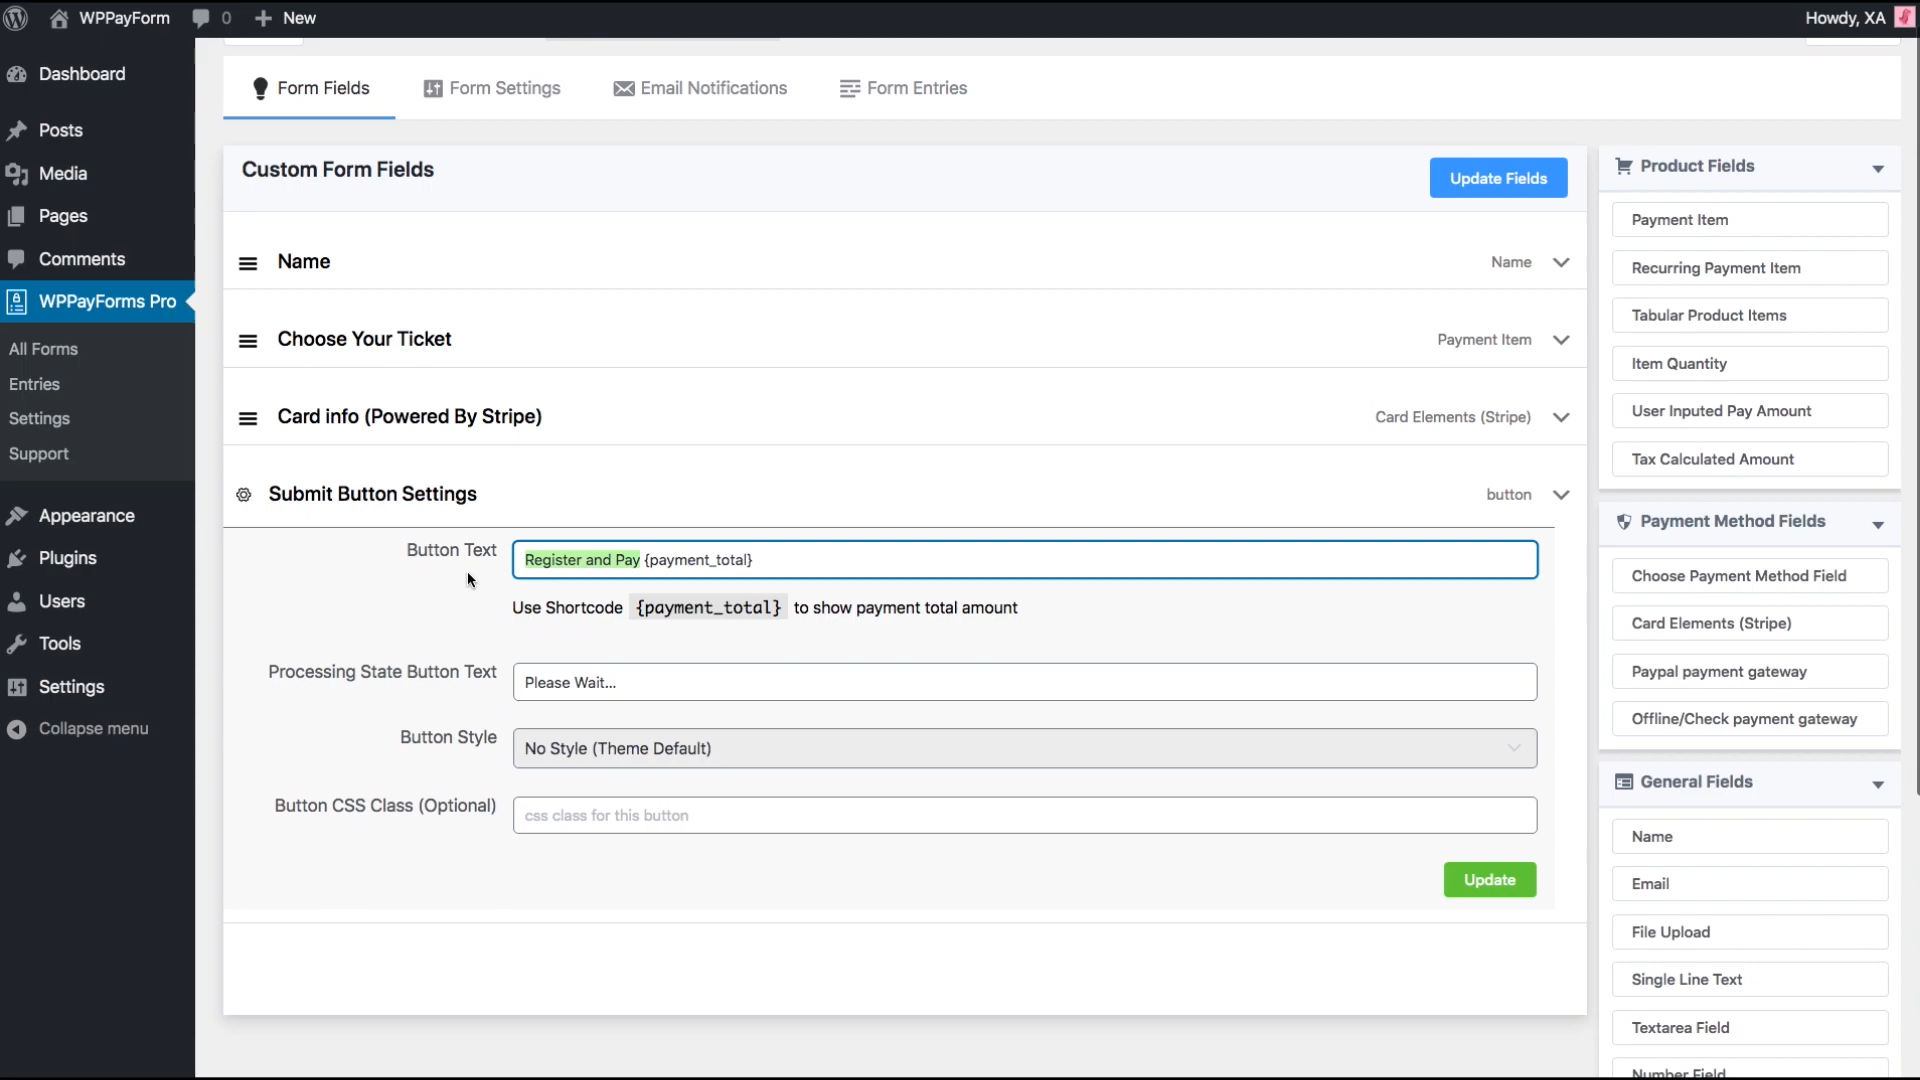 WPPayForm
0
New
Howdy, XA
Dashboard
Posts
Media
Pages
Comments
WPPayForms Pro
All Forms
Entries
Settings
Support
Appearance
Plugins
Users
Tools
Settings
Collapse menu
Form Fields
Form Settings
Email Notifications
Form Entries
Custom Form Fields
Update Fields
Name
Name
Choose Your Ticket
Payment Item
Card info (Powered By Stripe)
Card Elements (Stripe)
Submit Button Settings
button
Button Text
Register and Pay {payment_total}
Use Shortcode {payment_total} to show payment total amount
Processing State Button Text
Please Wait...
Button Style
No Style (Theme Default)
Button CSS Class (Optional)
css class for this button
Update
Product Fields
Payment Item
Recurring Payment Item
Tabular Product Items
Item Quantity
User Inputed Pay Amount
Tax Calculated Amount
Payment Method Fields
Choose Payment Method Field
Card Elements (Stripe)
Paypal payment gateway
Offline/Check payment gateway
General Fields
Name
Email
File Upload
Single Line Text
Textarea Field
Number Field